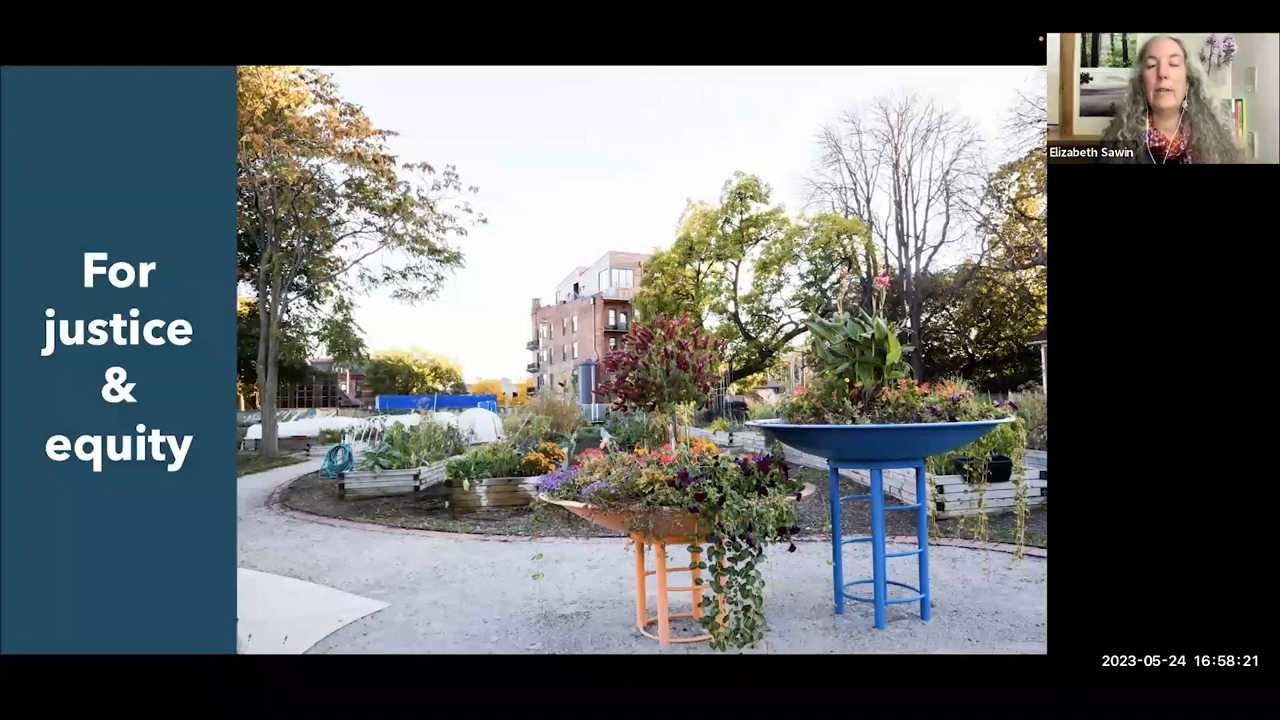 For
justice
&
equity
Elizabeth Sawin
2023-05-24 16:58:21